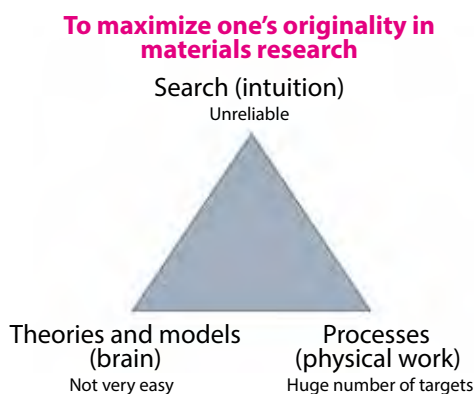 To maximize one's originality in
materials research
Search (intuition)
Unreliable
Theories and models
(brain)
Not very easy
Processes
(physical work)
Huge number of targets